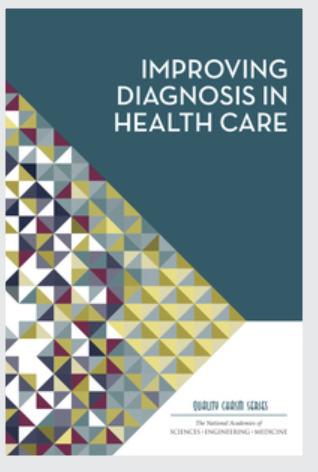 IMPROVING
DIAGNOSIS IN
HEALTH CARE
QUALITY CHASM SERIES
The National Academies of
SCIENCES • ENGINEERING • MEDICINE